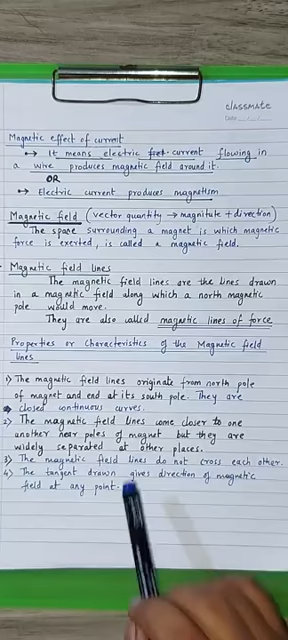 classmate
Date
Magnetic effect of current
↔ It means electric current flowing in
a wire produces magnetic field around it.
OR
↔ Electric current produces magnetism
Magnetic field (vector quantity → magnitute + direction)
The space surrounding a magnet is which magnetic
force is exerted, is called a magnetic field.
Magnetic field lines
The magnetic field lines are the lines drawn
in a magnetic field along which a north magnetic
pole would move.
They are also called magnetic lines of force
Properties or Characteristics of the Magnetic field
lines
1) The magnetic field lines originate from north pole
of magnet and end at its south pole. They are
closed continuous curves.
2) The magnetic field lines come closer to one
another near poles of magnet but they are
widely separated at other places.
3) The magnetic field lines do not cross each other.
4) The tangent drawn gives direction of magnetic
field at any point.